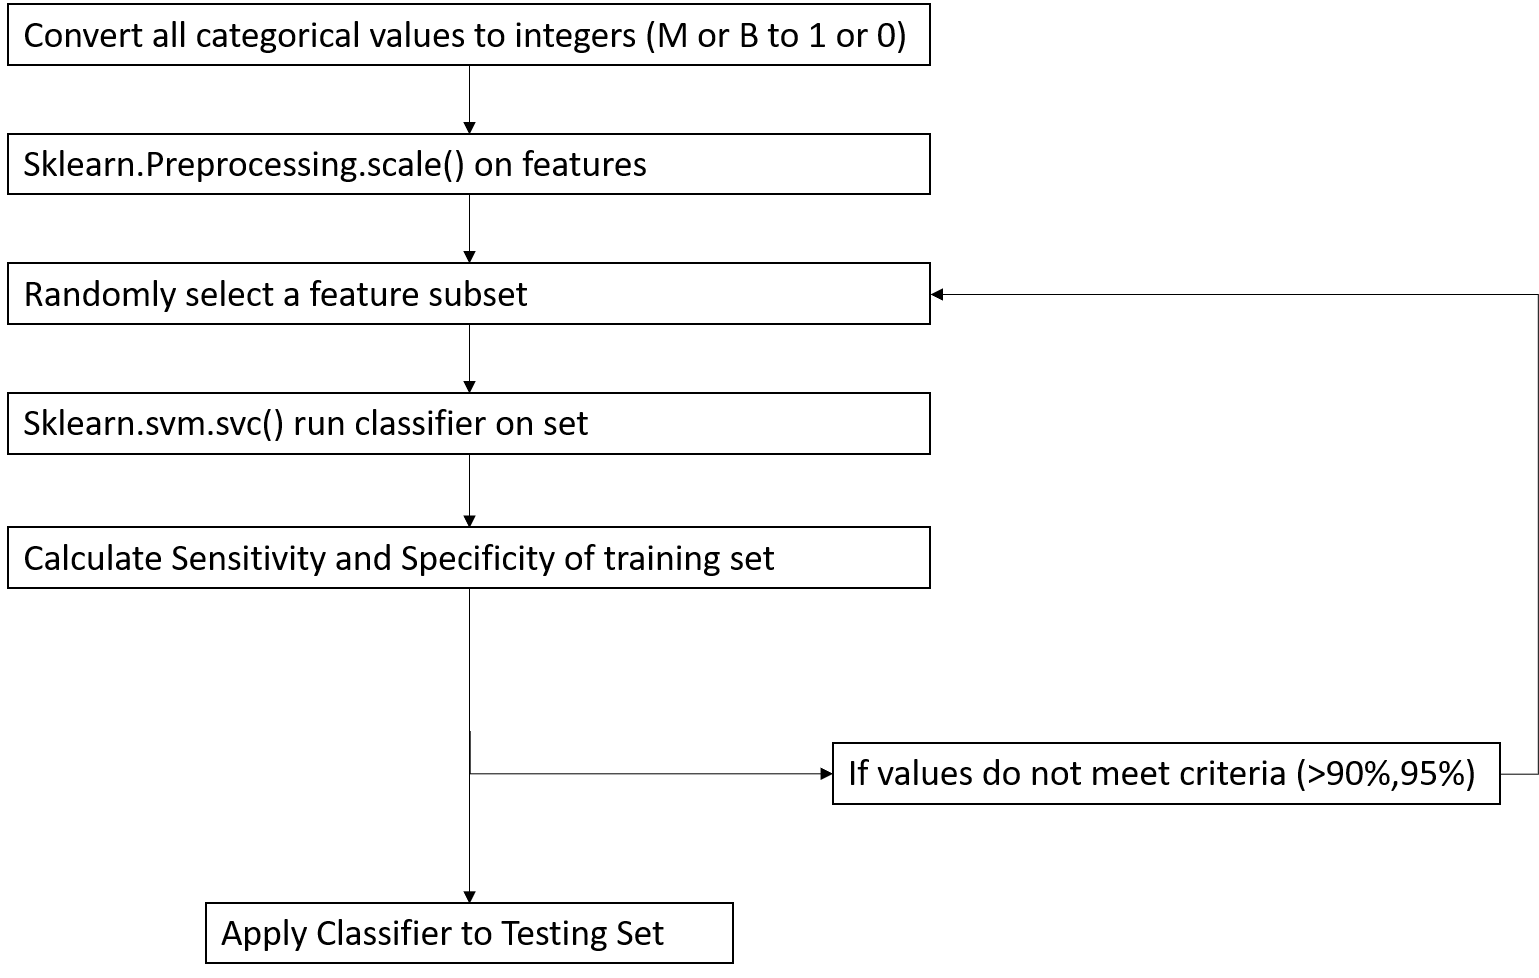 Convert all categorical values to integers (M or B to 1 or 0)
Sklearn.Preprocessing.scale() on features
Randomly select a feature subset
Sklearn.svm.svc() run classifier on set
Calculate Sensitivity and Specificity of training set
If values do not meet criteria (>90%,95%)
Apply Classifier to Testing Set